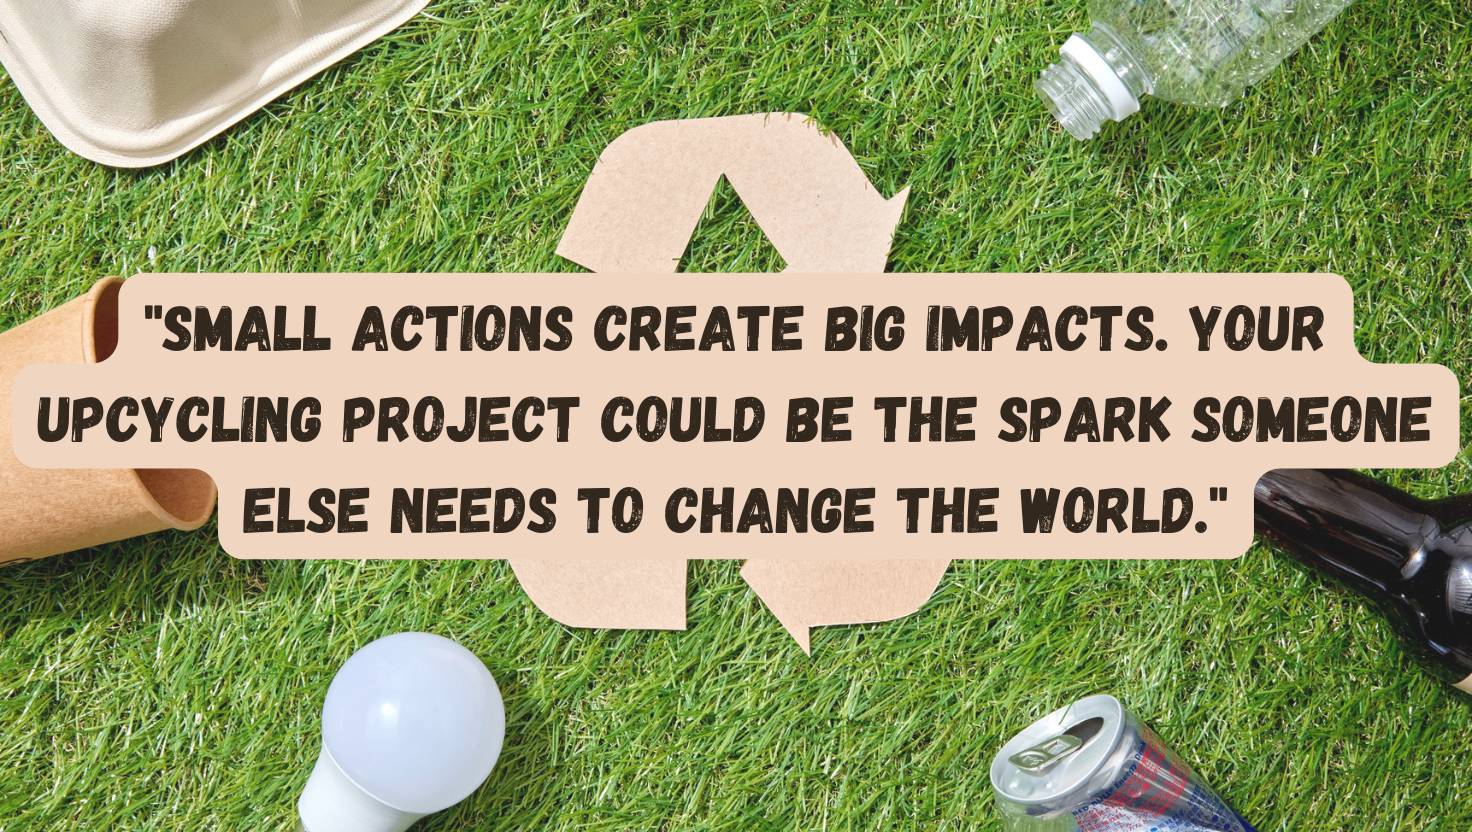 "SMALL ACTIONS CREATE BIG IMPACTS. YOUR
UPCYCLING PROJECT COULD BE THE SPARK SOMEONE
ELSE NEEDS TO CHANGE THE WORLD."